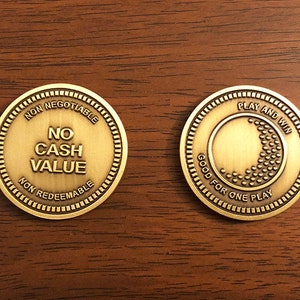 NON NEGOTIABLE
NO
CASH
VALUE
NON REDEEMABLE
PLAY AND WIN
GOOD FOR ONE PLAY